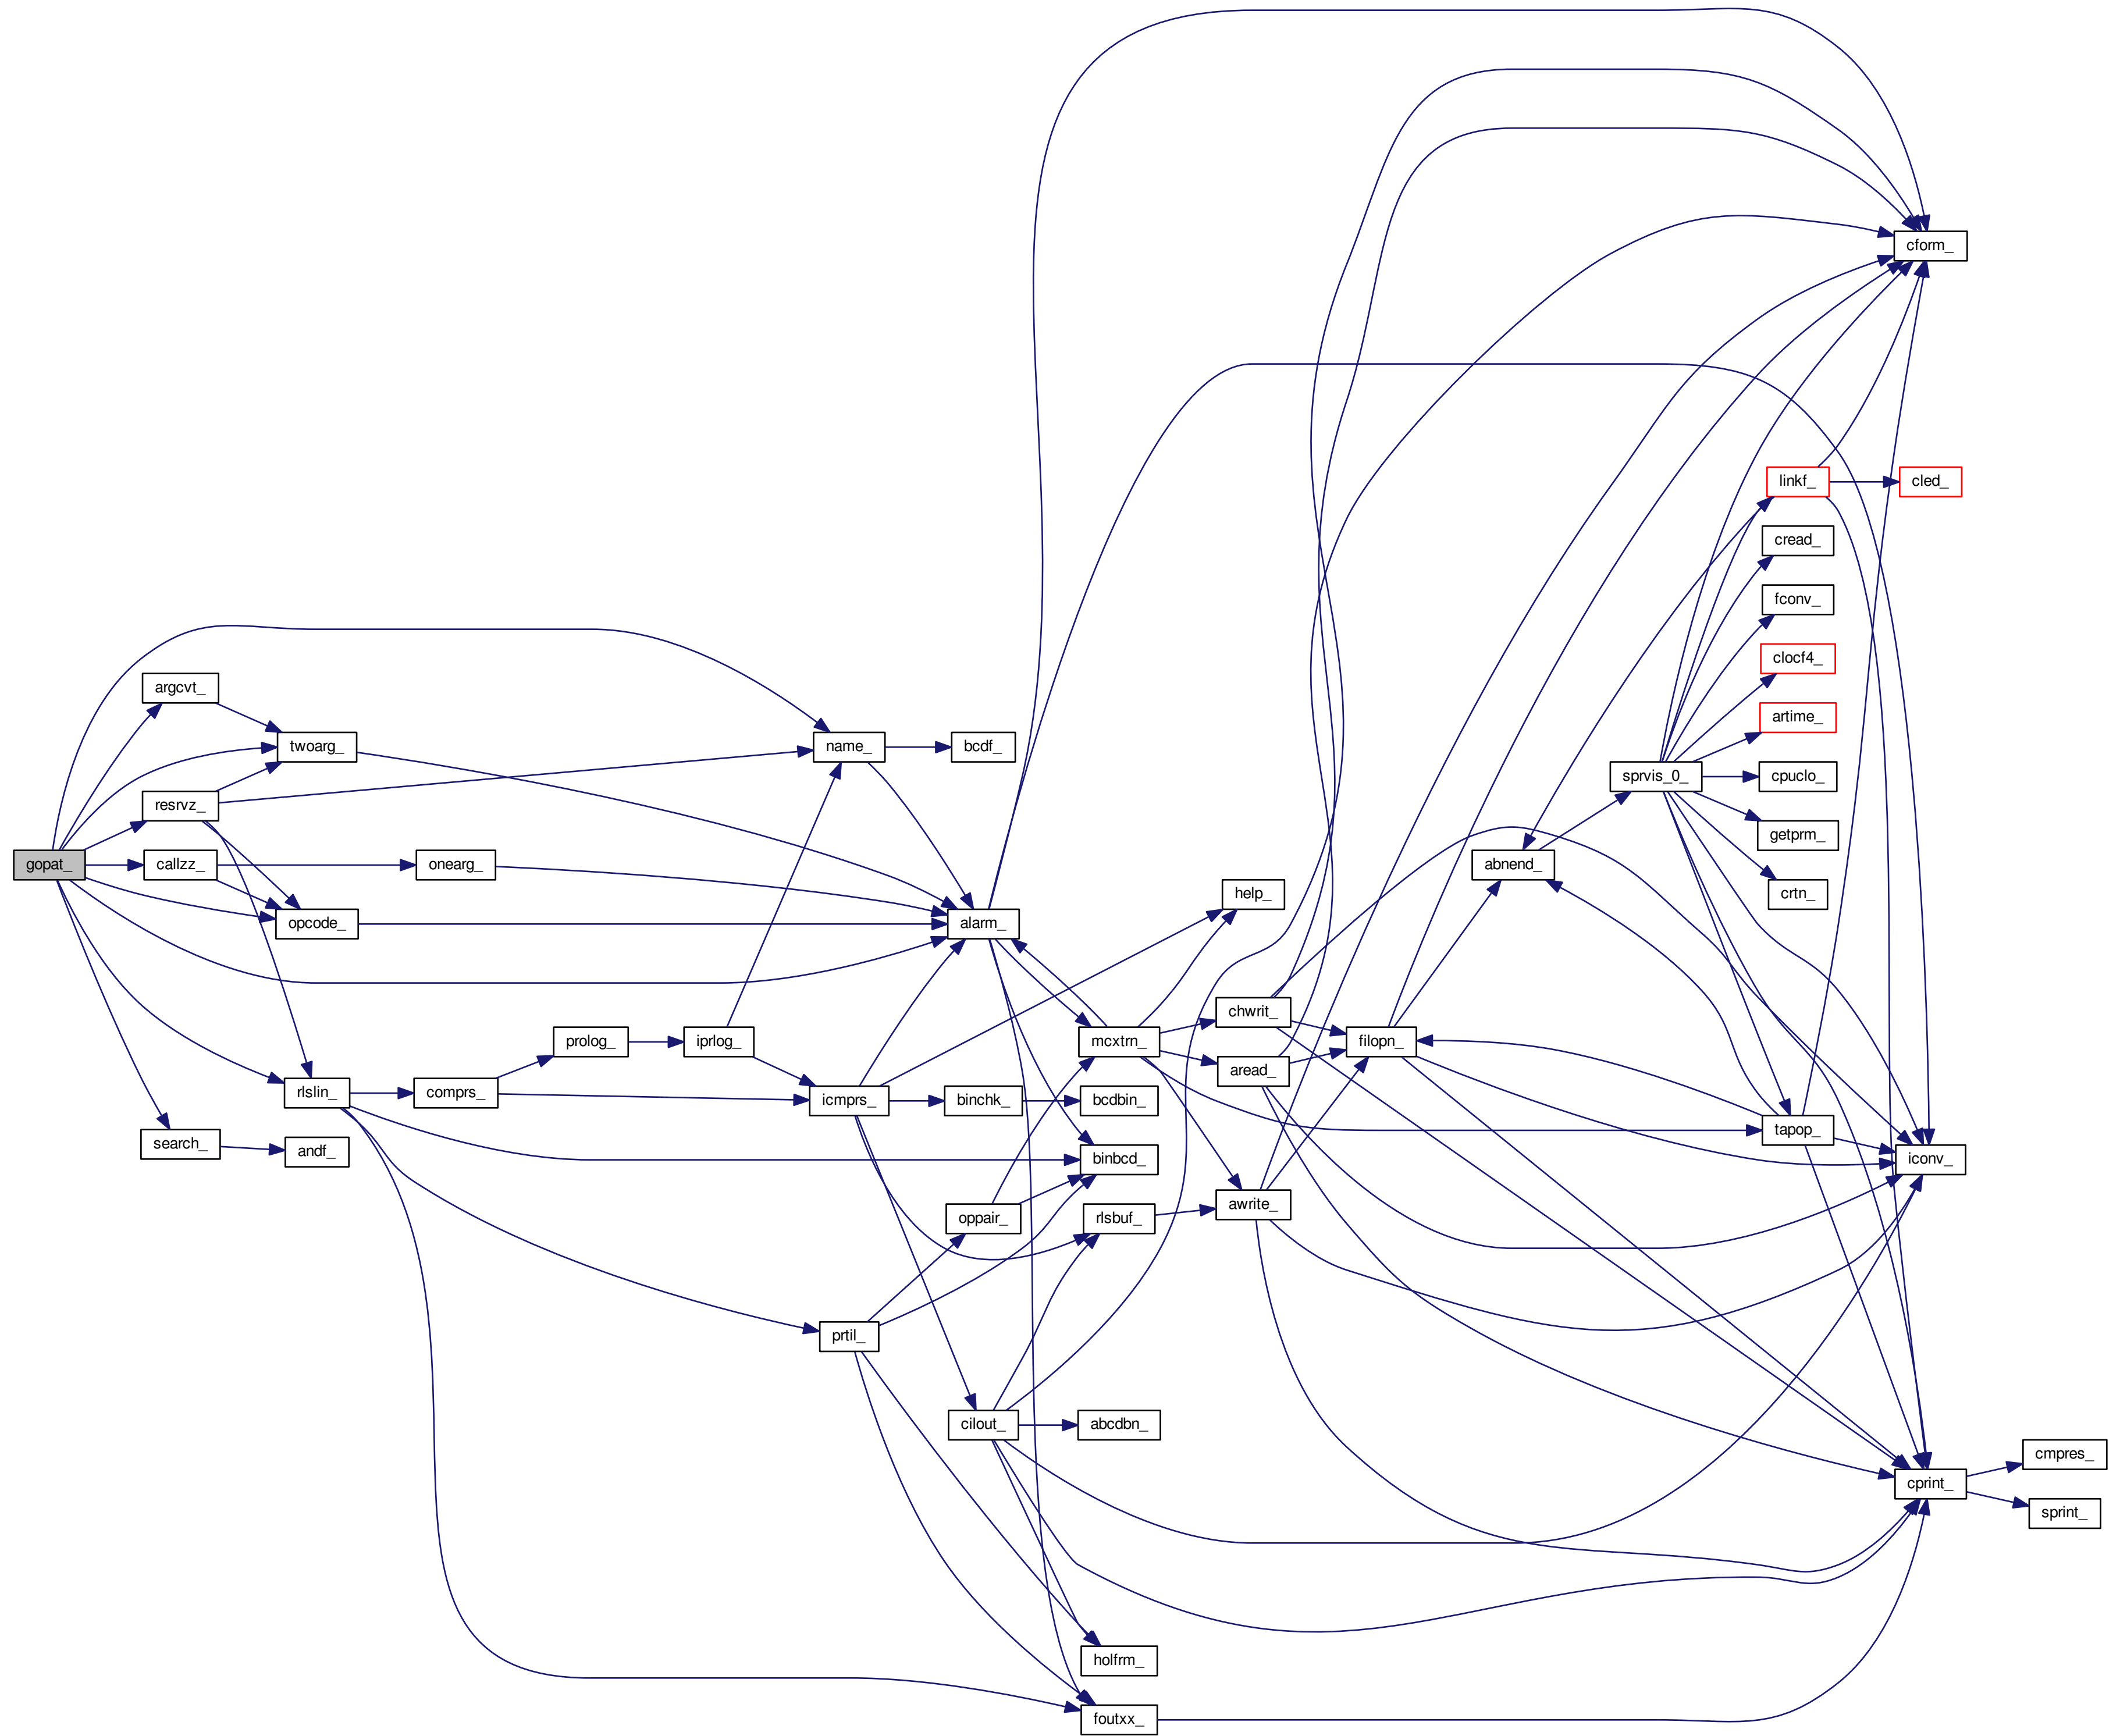 gopat_
argcvt_
resrvz_
callzz_
search_
twoarg_
opcode_
rlslin_
andf_
onearg_
comprs_
prolog_
iprlog_
name_
icmprs_
prtil_
bcdf_
alarm_
binchk_
oppair_
cilout_
mcxtrn_
bcdbin_
binbcd_
rlsbuf_
abcdbn_
holfrm_
foutxx_
help_
chwrit_
aread_
awrite_
filopn_
abnend_
sprvis_0_
linkf_
cread_
fconv_
clocf4_
artime_
cpuclo_
getprm_
crtn_
tapop_
cform_
cled_
iconv_
cprint_
cmpres_
sprint_